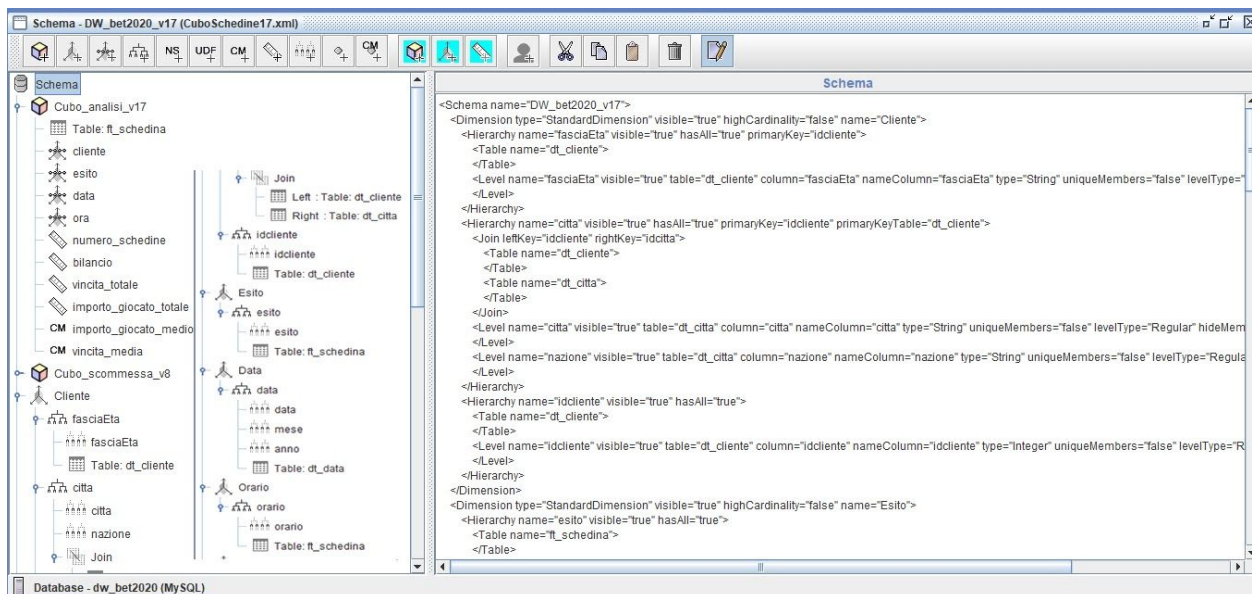 Schema - DW_bet2020_v17 (CuboSchedine17.xml)
NS UDF CM CM
Schema
Cubo_analisi_v17
Table: ft_schedina
cliente
esito
data
ora
numero_schedine
bilancio
vincita_totale
importo_giocato_totale
CM importo_giocato_medio
CM vincita_media
Cubo_scommessa_v8
Cliente
fasciaEta
fasciaEta
Table: dt_cliente
citta
citta
nazione
Join
Join
Left : Table: dt_cliente
Right : Table: dt_citta
idcliente
idcliente
Table: dt_cliente
Esito
esito
esito
Table: ft_schedina
Data
data
data
mese
anno
Table: dt_data
Orario
orario
orario
Table: ft_schedina
Schema
<Schema name="DW_bet2020_v17">
<Dimension type="StandardDimension" visible="true" highCardinality="false" name="Cliente">
<Hierarchy name="fasciaEta" visible="true" hasAll="true" primaryKey="idcliente">
<Table name="dt_cliente">
</Table>
<Level name="fasciaEta" visible="true" table="dt_cliente" column="fasciaEta" nameColumn="fasciaEta" type="String" uniqueMembers="false" levelType="
</Level>
</Hierarchy>
<Hierarchy name="citta" visible="true" hasAll="true" primaryKey="idcliente" primaryKeyTable="dt_cliente">
<Join leftKey="idcliente" rightKey="idcitta">
<Table name="dt_cliente">
</Table>
<Table name="dt_citta">
</Table>
</Join>
<Level name="citta" visible="true" table="dt_citta" column="citta" nameColumn="citta" type="String" uniqueMembers="false" levelType="Regular" hideMem
</Level>
<Level name="nazione" visible="true" table="dt_citta" column="nazione" nameColumn="nazione" type="String" uniqueMembers="false" levelType="Regula
</Level>
</Hierarchy>
<Hierarchy name="idcliente" visible="true" hasAll="true">
<Table name="dt_cliente">
</Table>
<Level name="idcliente" visible="true" table="dt_cliente" column="idcliente" nameColumn="idcliente" type="Integer" uniqueMembers="false" levelType="R
</Level>
</Hierarchy>
</Dimension>
<Dimension type="StandardDimension" visible="true" highCardinality="false" name="Esito">
<Hierarchy name="esito" visible="true" hasAll="true">
<Table name="ft_schedina">
</Table>
Database - dw_bet2020 (MySQL)